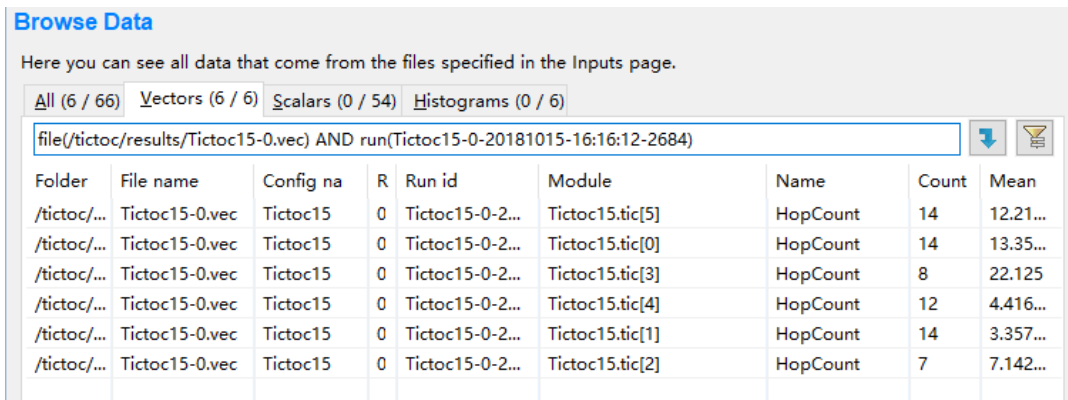 Browse Data
Here you can see all data that come from the files specified in the Inputs page.
All (6 / 66) Vectors (6 / 6) Scalars (0 / 54) Histograms (0 / 6)
file(/tictoc/results/Tictoc15-0.vec) AND run(Tictoc15-0-20181015-16:16:12-2684)
Folder File name Config na R Run id Module Name Count Mean
/tictoc/... Tictoc15-0.vec Tictoc15 0 Tictoc15-0-2... Tictoc15.tic[5] HopCount 14 12.21...
/tictoc/... Tictoc15-0.vec Tictoc15 0 Tictoc15-0-2... Tictoc15.tic[0] HopCount 14 13.35...
/tictoc/... Tictoc15-0.vec Tictoc15 0 Tictoc15-0-2... Tictoc15.tic[3] HopCount 8 22.125
/tictoc/... Tictoc15-0.vec Tictoc15 0 Tictoc15-0-2... Tictoc15.tic[4] HopCount 12 4.416...
/tictoc/... Tictoc15-0.vec Tictoc15 0 Tictoc15-0-2... Tictoc15.tic[1] HopCount 14 3.357...
/tictoc/... Tictoc15-0.vec Tictoc15 0 Tictoc15-0-2... Tictoc15.tic[2] HopCount 7 7.142...